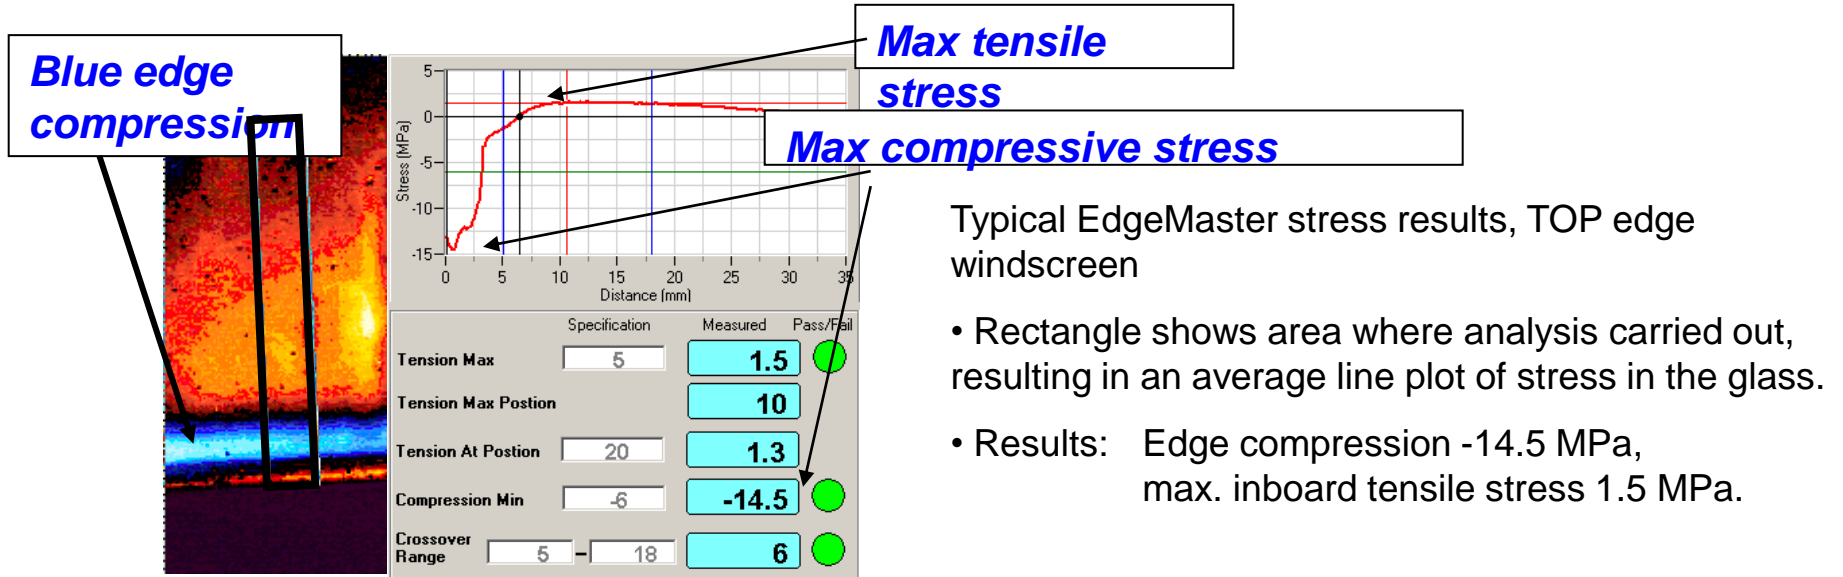 Blue edge
compression
Max tensile
stress
Max compressive stress
5
0
-5
-10
-15
Stress (MPa)
0 5 10 15 20 25 30 35
Distance (mm)
Specification Measured Pass/Fail
Tension Max 5 1.5
Tension Max Postion 10
Tension At Postion 20 1.3
Compression Min -6 -14.5
Crossover
Range 5 – 18 6
Typical EdgeMaster stress results, TOP edge
windscreen
• Rectangle shows area where analysis carried out,
resulting in an average line plot of stress in the glass.
• Results: Edge compression -14.5 MPa,
max. inboard tensile stress 1.5 MPa.